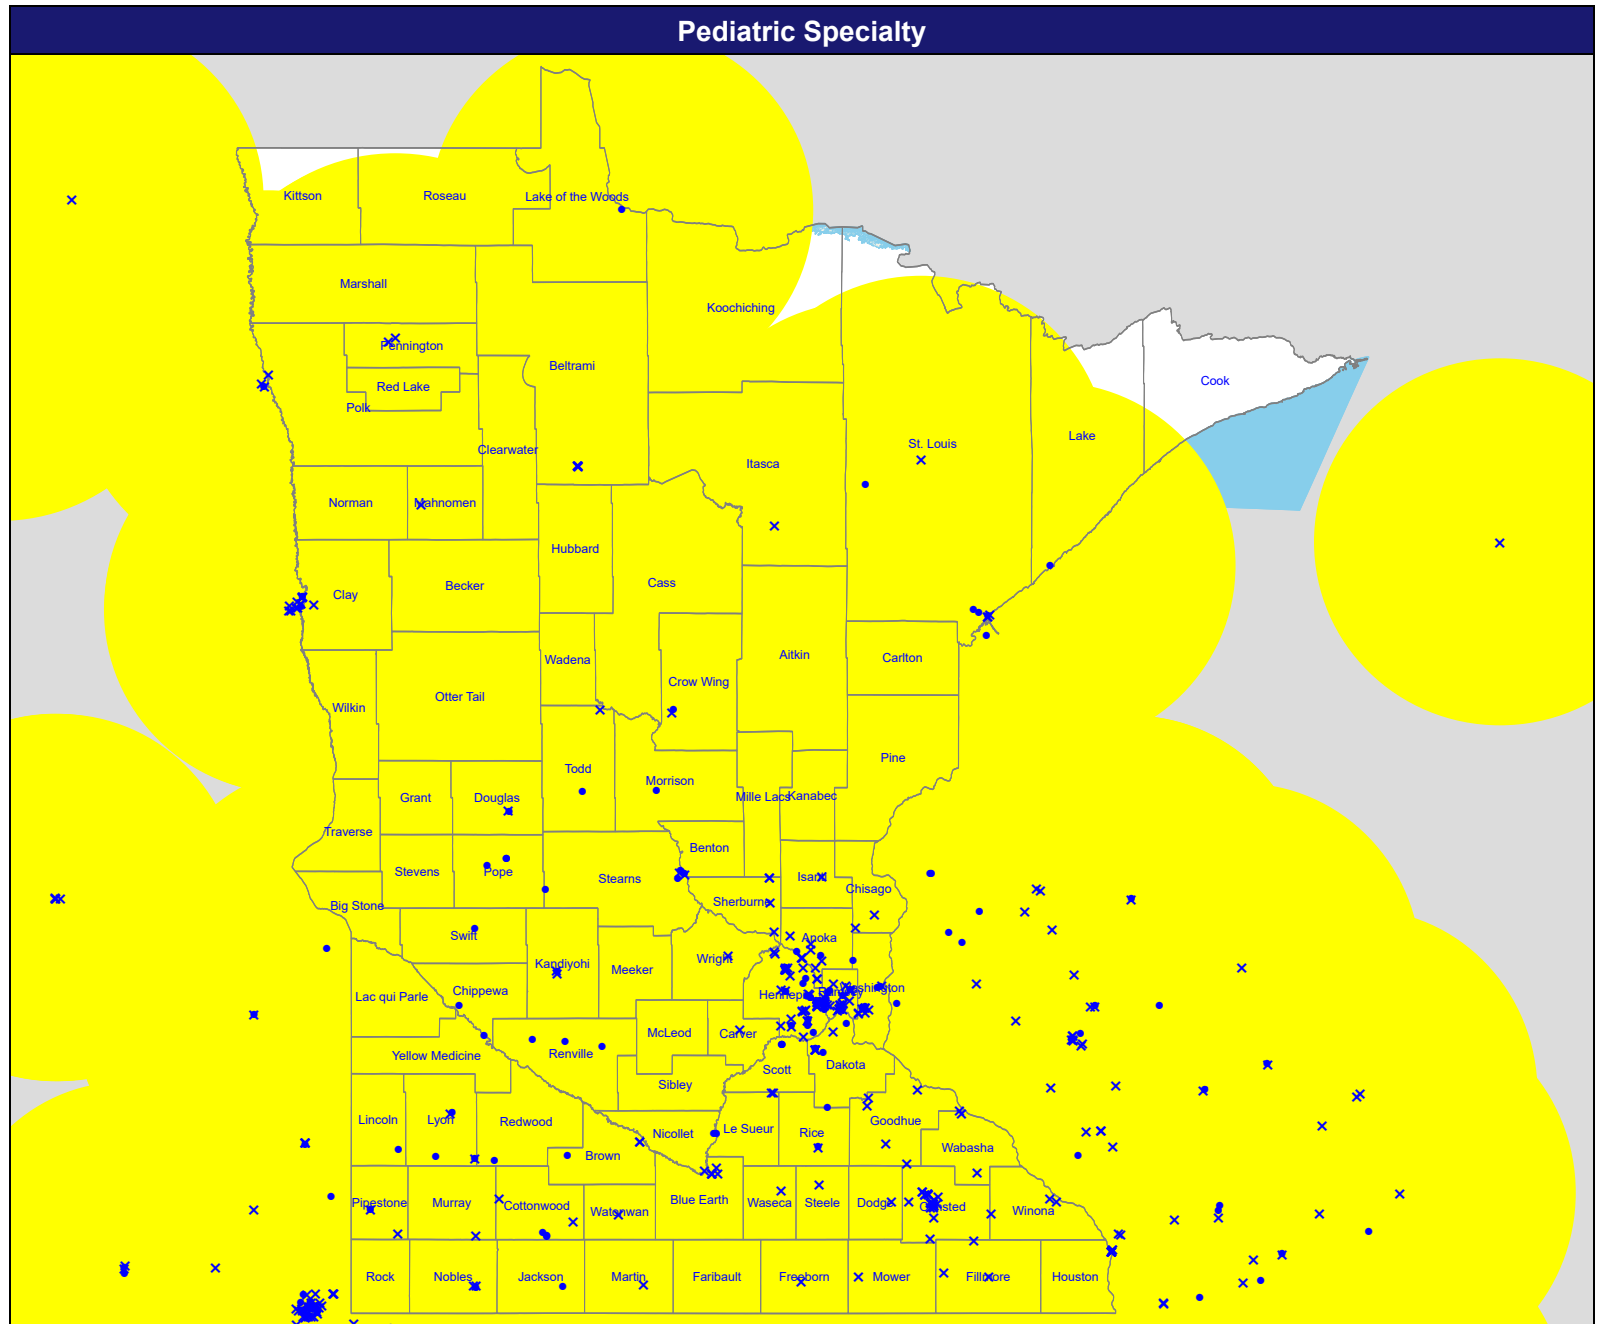 Pediatric Specialty
Kittson
Roseau
Lake of the Woods
Marshall
Koochiching
Pennington
Beltrami
Red Lake
Polk
Cook
Clearwater
St. Louis
Lake
Itasca
Norman
Mahnomen
Hubbard
Cass
Clay
Becker
Wadena
Aitkin
Carlton
Crow Wing
Otter Tail
Wilkin
Pine
Todd
Morrison
Grant
Douglas
Mille Lacs
Kanabec
Traverse
Benton
Stevens
Pope
Stearns
Isanti
Chisago
Big Stone
Sherburne
Swift
Anoka
Wright
Kandiyohi
Meeker
Lac qui Parle
Chippewa
Hennepin
Ramsey
Washington
McLeod
Carver
Yellow Medicine
Renville
Scott
Dakota
Sibley
Lincoln
Lyon
Redwood
Nicollet
Le Sueur
Rice
Goodhue
Brown
Wabasha
Pipestone
Murray
Cottonwood
Watonwan
Blue Earth
Waseca
Steele
Dodge
Olmsted
Winona
Rock
Nobles
Jackson
Martin
Faribault
Freeborn
Mower
Fillmore
Houston